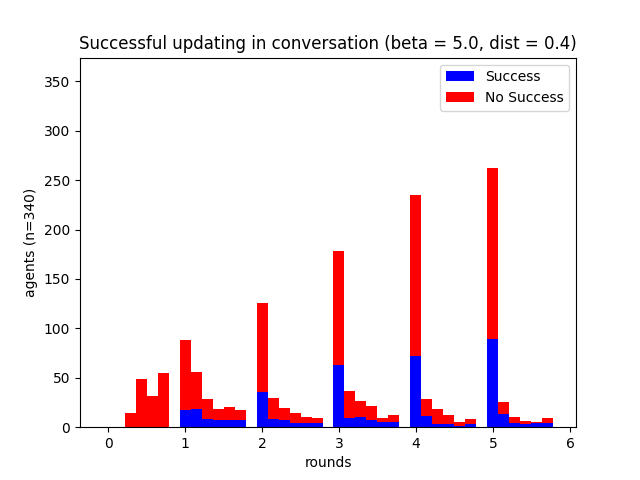 Successful updating in conversation (beta = 5.0, dist = 0.4)
Success
No Success
agents (n=340)
350
300
250
200
150
100
50
0
0 1 2 3 4 5 6
rounds